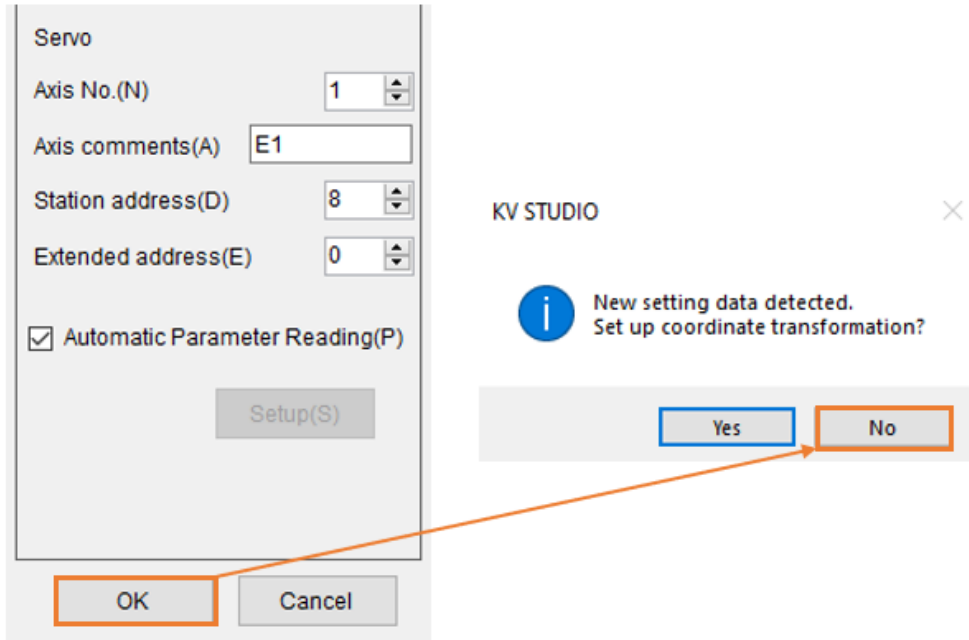 Servo
Axis No.(N)
1
Axis comments(A)
E1
Station address(D)
8
Extended address(E)
0
Automatic Parameter Reading(P)
Setup(S)
OK
Cancel
KV STUDIO
New setting data detected.
Set up coordinate transformation?
Yes
No